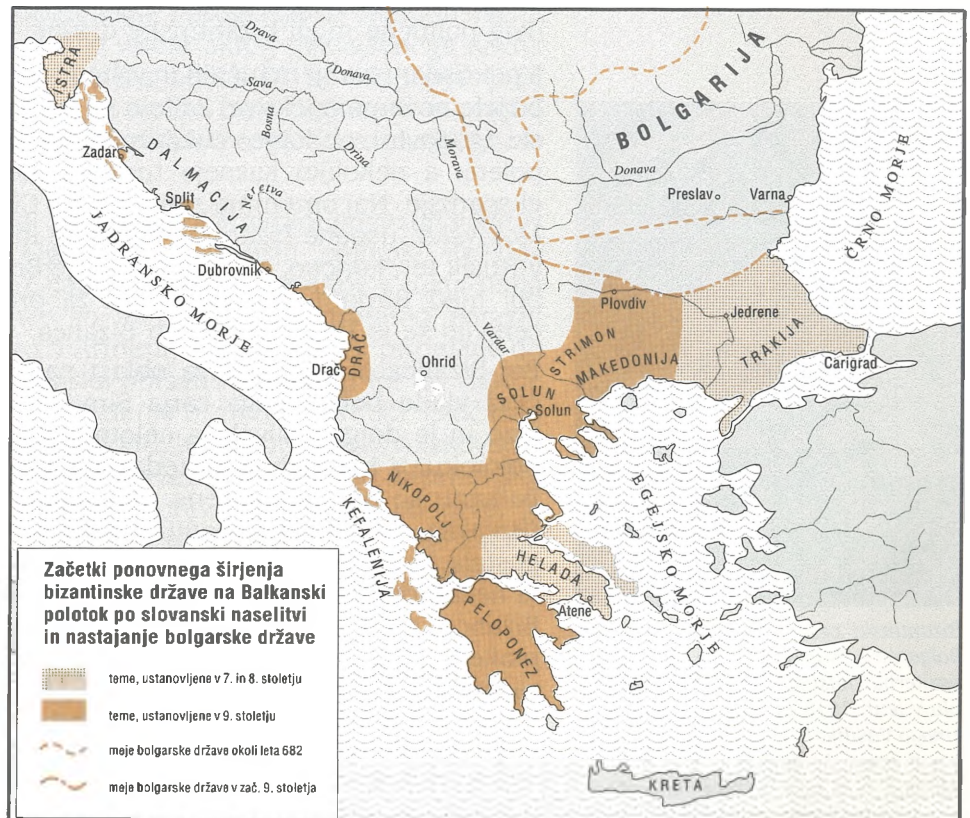 Drava
Donava
ISTRA
Sava
Bosna
Drina
Morava
BOLGARIJA
Donava
Zadar
DALMACIJA
Preslav
Varna
Split
Neretva
ČRNO MORJE
JADRANSKO MORJE
Dubrovnik
Plovdiv
Jedrene
Vardar
STRIMON
TRAKIJA
DRAČ
Drač
Ohrid
MAKEDONIJA
Carigrad
SOLUN
Solun
NIKOPOLJ
EGEJSKO MORJE
KEFALENIJA
HELADA
Atene
PELOPONEZ
KRETA
Začetki ponovnega širjenja
bizantinske države na Balkanski
polotok po slovanski naselitvi
in nastajanje bolgarske države
teme, ustanovljene v 7. in 8. stoletju
teme, ustanovljene v 9. stoletju
meje bolgarske države okoli leta 682
meje bolgarske države v zač. 9. stoletja